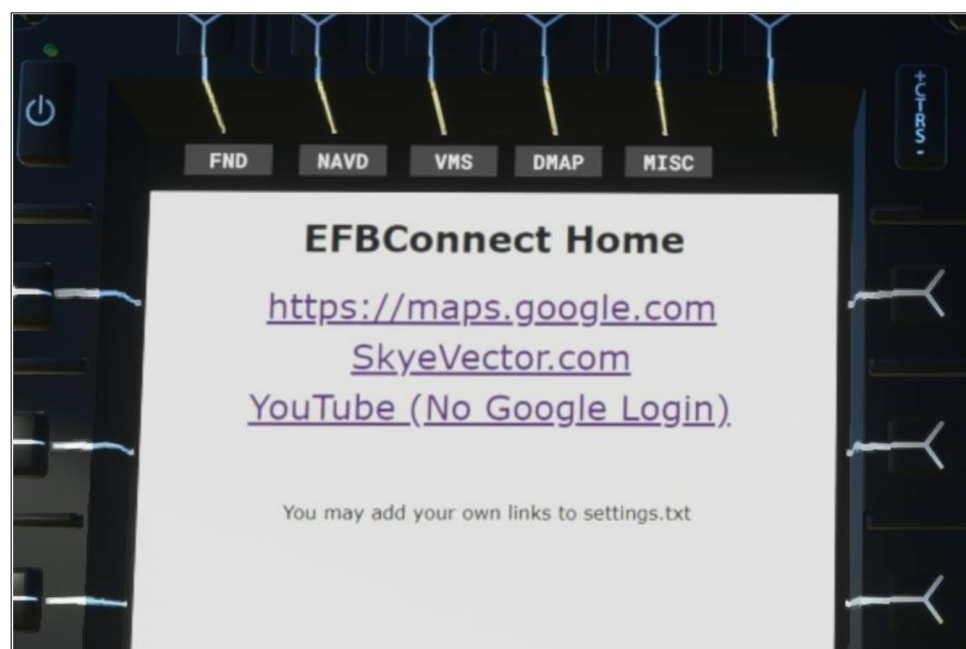 +CTRS-
FND NAVD VMS DMAP MISC
EFBConnect Home
https://maps.google.com
SkyeVector.com
YouTube (No Google Login)
You may add your own links to settings.txt